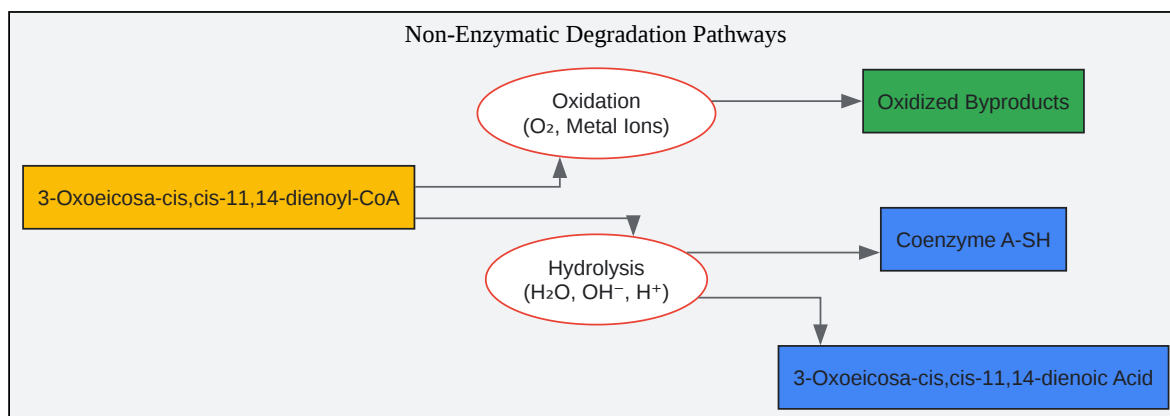 Non-Enzymatic Degradation Pathways
Oxidation
(O₂, Metal Ions)
Oxidized Byproducts
3-Oxoeicosa-cis,cis-11,14-dienoyl-CoA
Coenzyme A-SH
Hydrolysis
(H₂O, OH⁻, H⁺)
3-Oxoeicosa-cis,cis-11,14-dienoic Acid